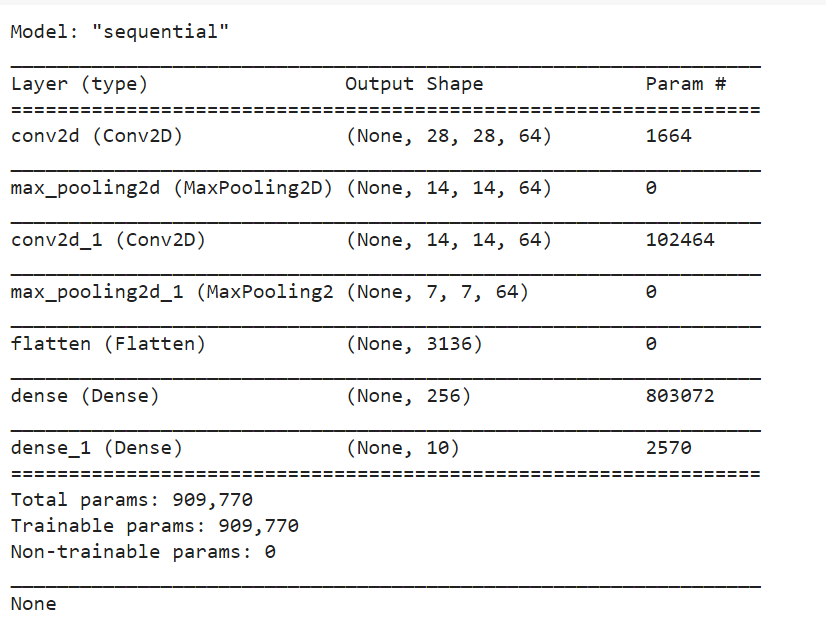 Model: "sequential"
_________________________________________________________________
Layer (type)                 Output Shape              Param #
=================================================================
conv2d (Conv2D)              (None, 28, 28, 64)        1664
_________________________________________________________________
max_pooling2d (MaxPooling2D) (None, 14, 14, 64)        0
_________________________________________________________________
conv2d_1 (Conv2D)            (None, 14, 14, 64)        102464
_________________________________________________________________
max_pooling2d_1 (MaxPooling2 (None, 7, 7, 64)          0
_________________________________________________________________
flatten (Flatten)            (None, 3136)              0
_________________________________________________________________
dense (Dense)                (None, 256)               803072
_________________________________________________________________
dense_1 (Dense)              (None, 10)                2570
=================================================================
Total params: 909,770
Trainable params: 909,770
Non-trainable params: 0
_________________________________________________________________
None